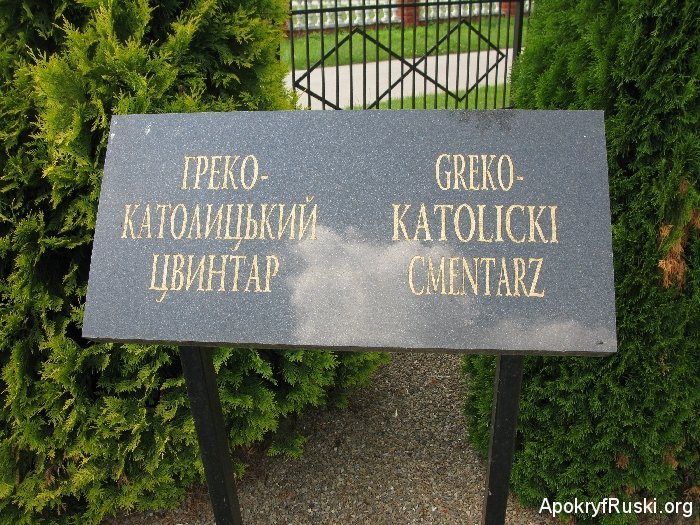 ГРЕКО-
КАТОЛИЦЬКИЙ
ЦВИНТАР
GREKO-
KATOLICKI
CMENTARZ
ApokryfRuski.org